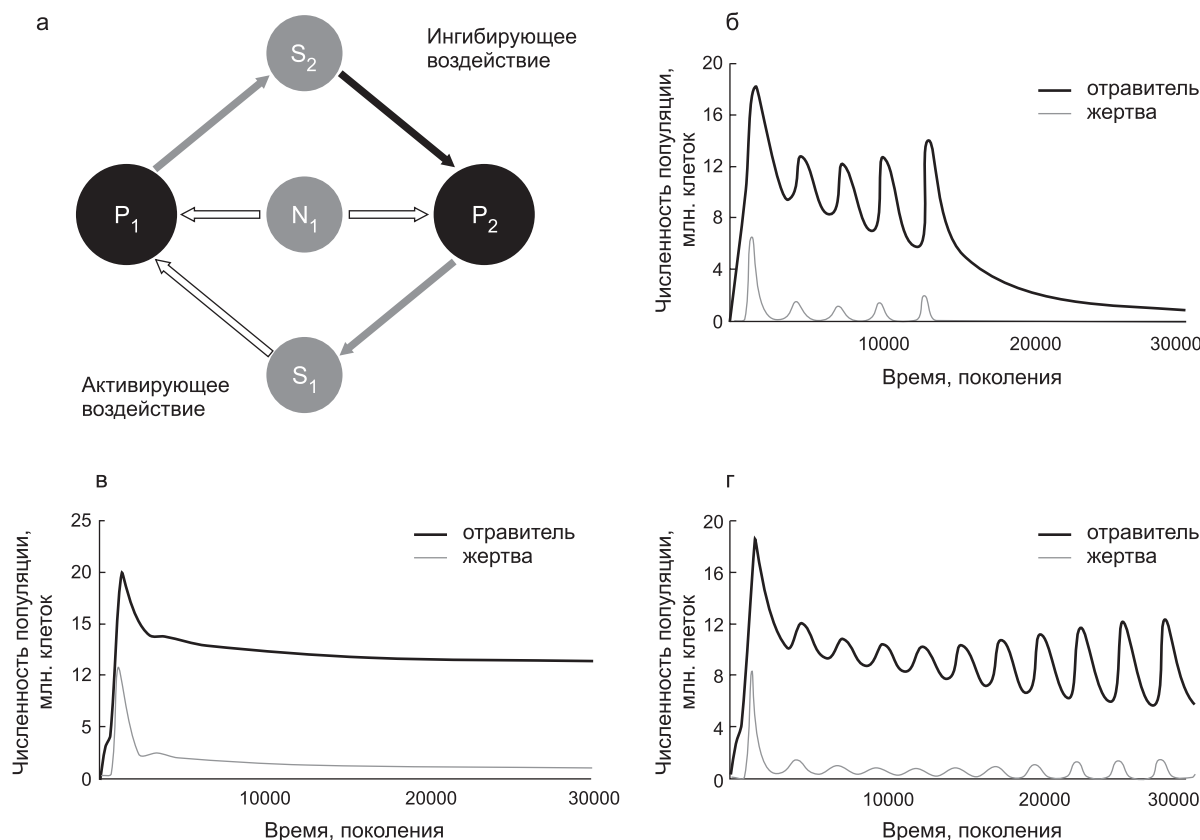 а
S2
Ингибирующее
воздействие
P1
N1
P2
S1
Активирующее
воздействие
б
Численность популяции,
млн. клеток
20
16
12
8
4
0
отравитель
жертва
10000
20000
30000
Время, поколения
в
Численность популяции,
млн. клеток
25
20
15
12
5
0
отравитель
жертва
10000
20000
30000
Время, поколения
г
Численность популяции,
млн. клеток
20
16
12
8
4
0
отравитель
жертва
10000
20000
30000
Время, поколения